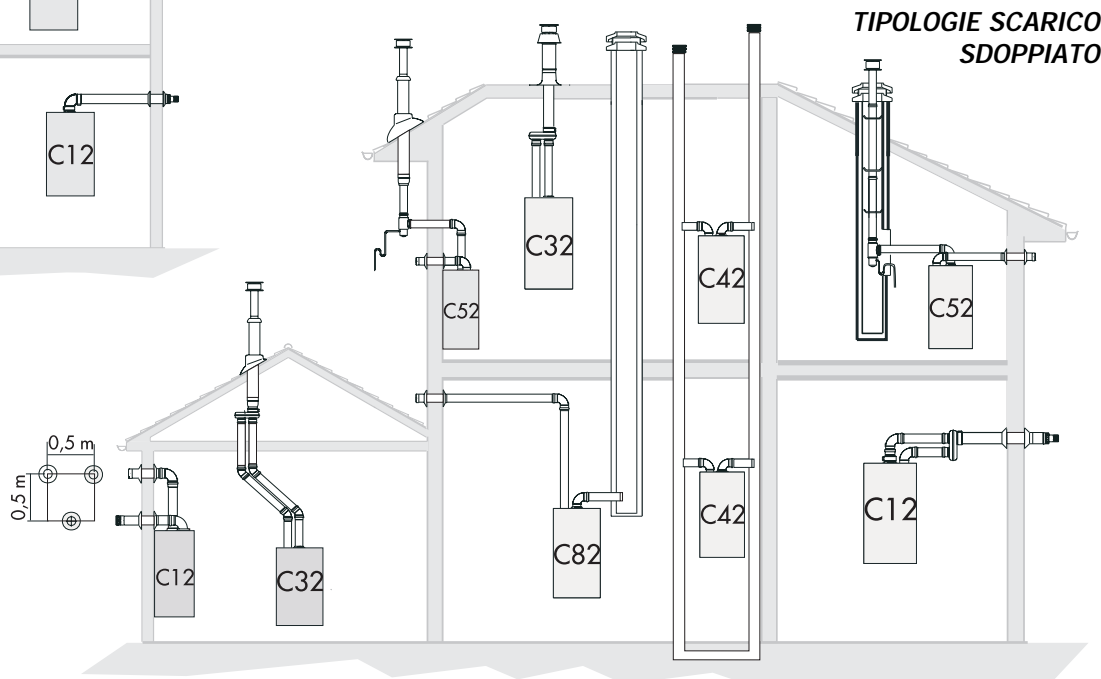 TIPOLOGIE SCARICO
SDOPPIATO
C12
C32
C42
C52
C52
0,5 m
0,5 m
C12
C32
C82
C42
C12